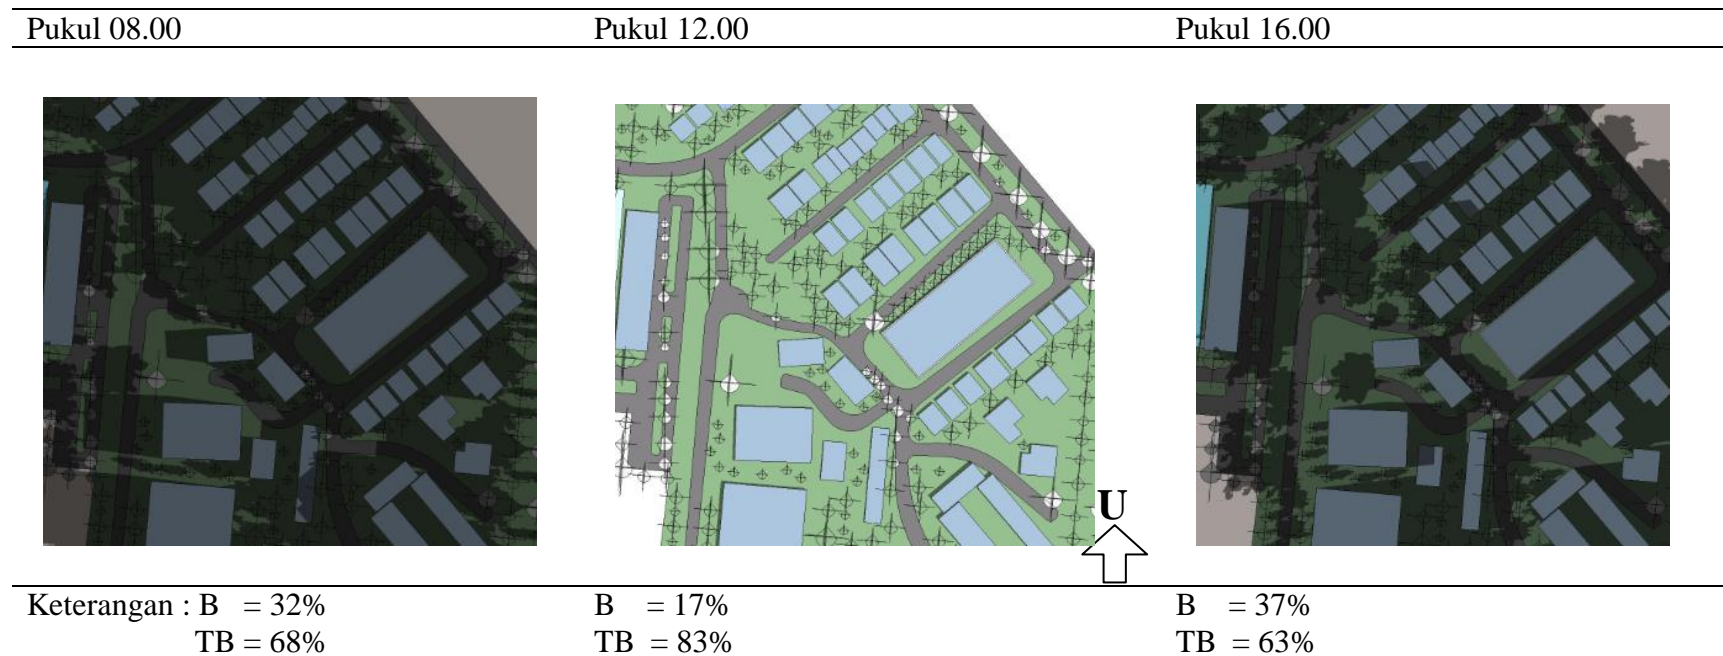 Pukul 08.00 Pukul 12.00 Pukul 16.00
U
Keterangan : B = 32% B = 17% B = 37%
TB = 68% TB = 83% TB = 63%